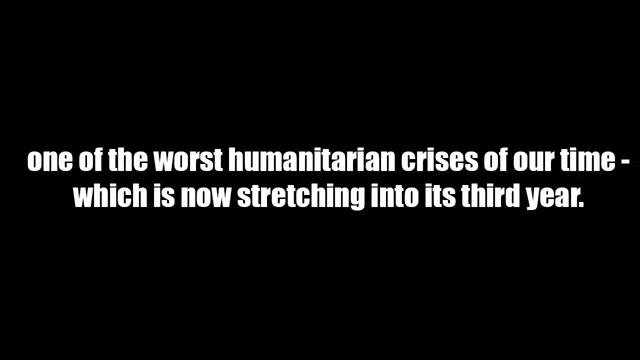 one of the worst humanitarian crises of our time -
which is now stretching into its third year.